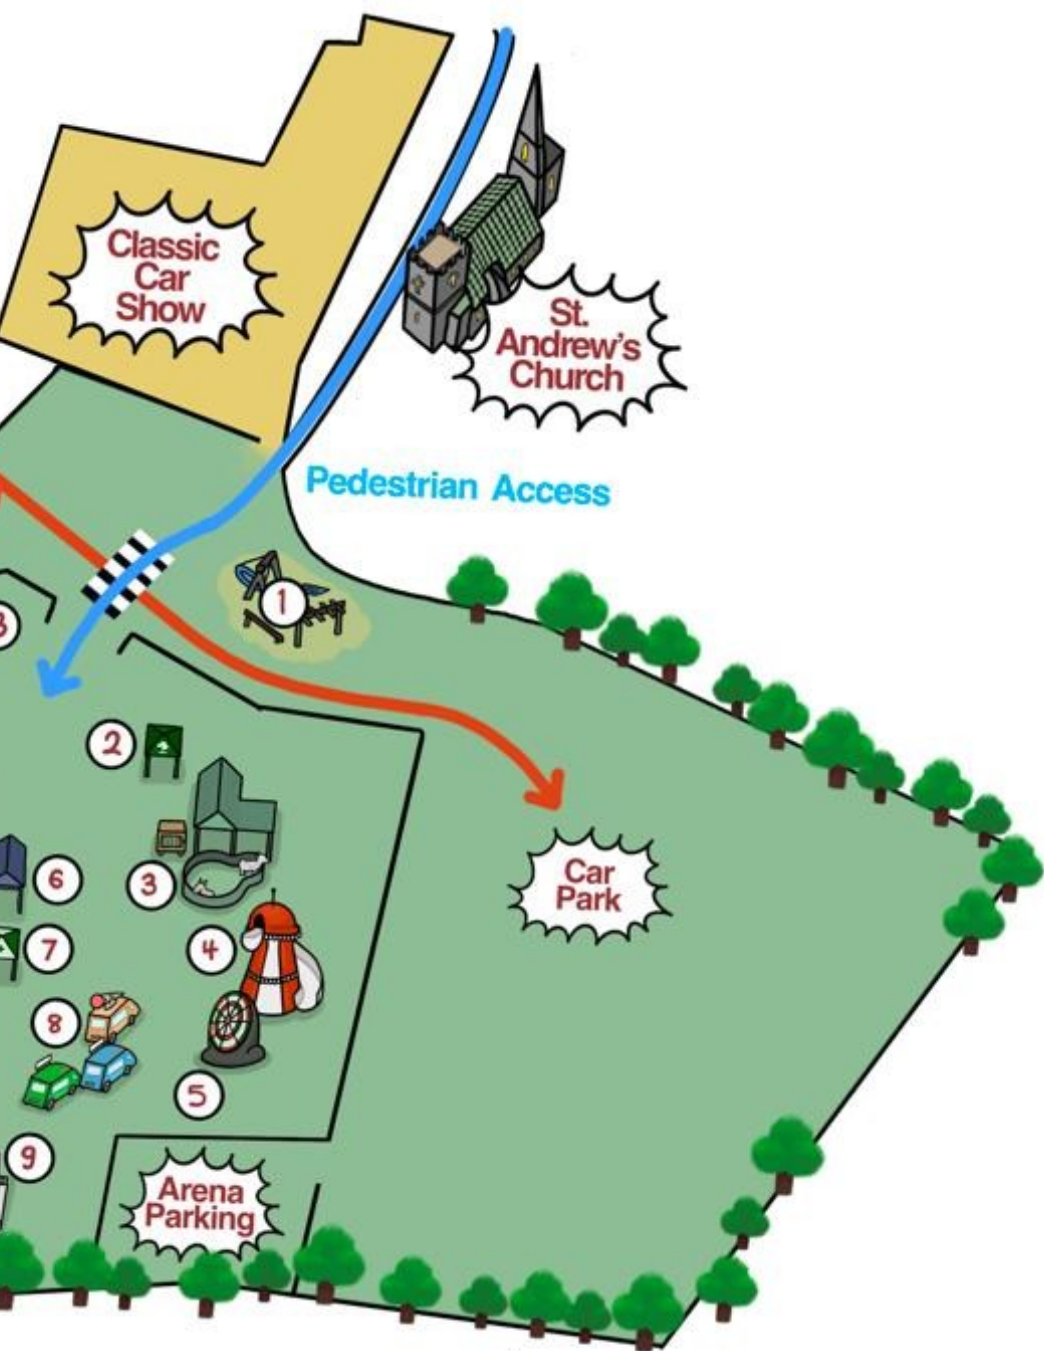 Classic
Car
Show
St.
Andrew's
Church
Pedestrian Access
1
2
Car
Park
6
3
7
4
8
5
9
Arena
Parking